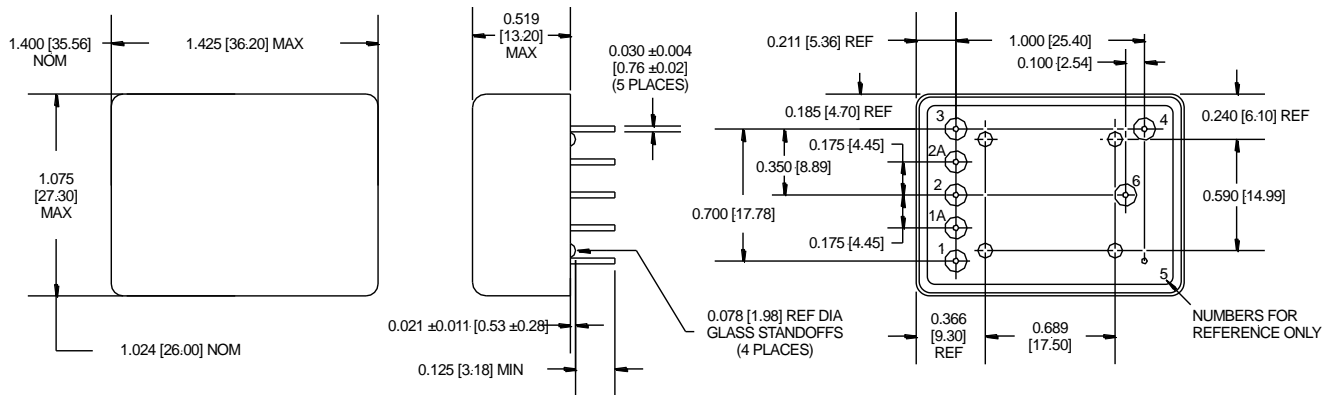 1.400 [35.56]
NOM
1.425 [36.20] MAX
1.075
[27.30]
MAX
1.024 [26.00] NOM
0.519
[13.20]
MAX
0.030 ±0.004
[0.76 ±0.02]
(5 PLACES)
0.021 ±0.011 [0.53 ±0.28]
0.125 [3.18] MIN
0.078 [1.98] REF DIA
GLASS STANDOFFS
(4 PLACES)
0.211 [5.36] REF
1.000 [25.40]
0.100 [2.54]
0.185 [4.70] REF
0.175 [4.45]
0.350 [8.89]
0.700 [17.78]
0.175 [4.45]
3
2A
2
1A
1
4
6
5
0.240 [6.10] REF
0.590 [14.99]
0.366
[9.30]
REF
0.689
[17.50]
NUMBERS FOR
REFERENCE ONLY